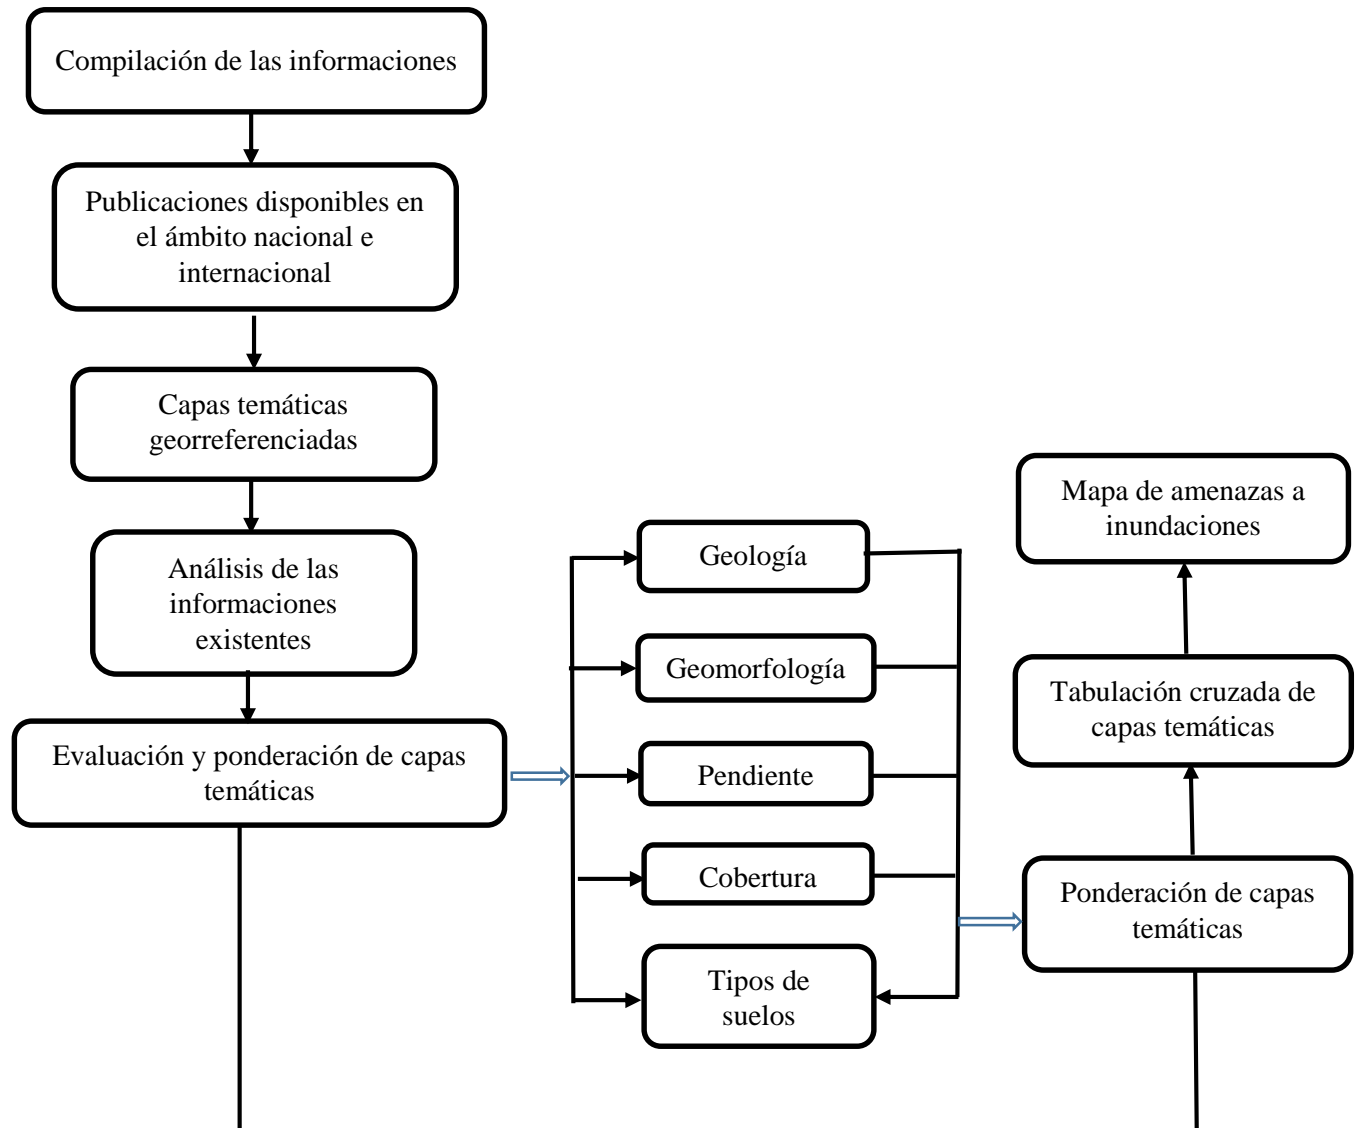 Compilación de las informaciones
Publicaciones disponibles en
el ámbito nacional e
internacional
Capas temáticas
georreferenciadas
Análisis de las
informaciones
existentes
Evaluación y ponderación de capas
temáticas
Geología
Geomorfología
Pendiente
Cobertura
Tipos de
suelos
Mapa de amenazas a
inundaciones
Tabulación cruzada de
capas temáticas
Ponderación de capas
temáticas